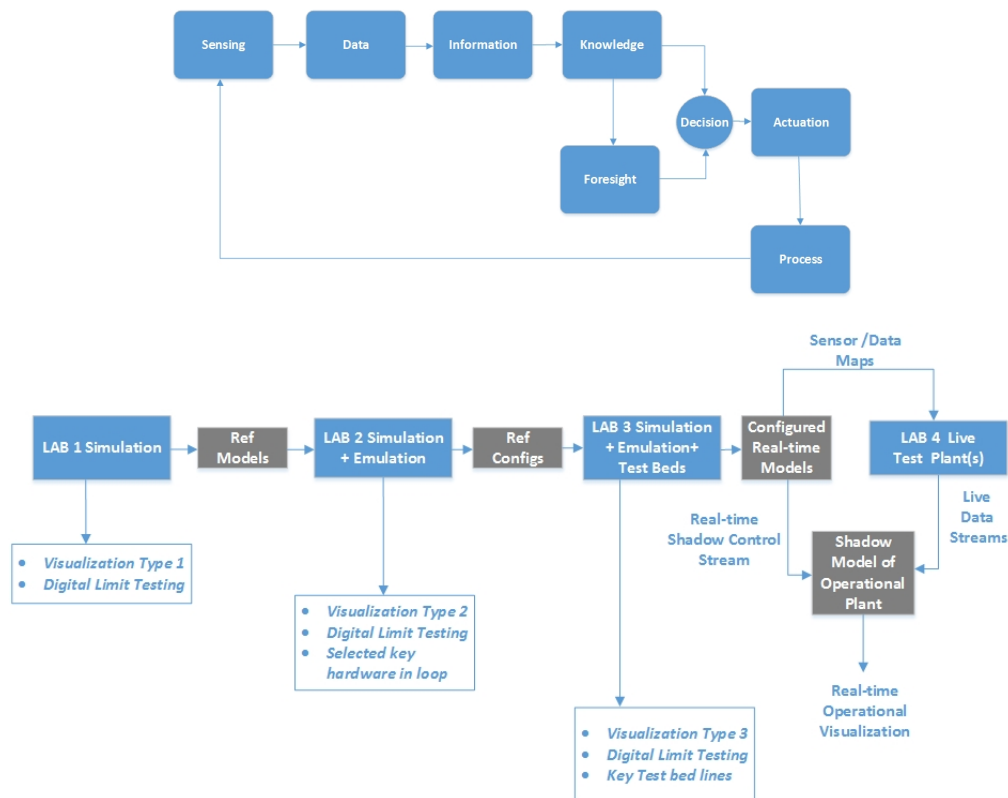 Sensing
Data
Information
Knowledge
Decision
Actuation
Foresight
Process
Sensor /Data
Maps
LAB 1 Simulation
Ref
Models
LAB 2 Simulation
+ Emulation
Ref
Configs
LAB 3 Simulation
+ Emulation+
Test Beds
Configured
Real-time
Models
LAB 4 Live
Test Plant(s)
Real-time
Shadow Control
Stream
Live
Data
Streams
Shadow
Model of
Operational
Plant
• Visualization Type 1
• Digital Limit Testing
• Visualization Type 2
• Digital Limit Testing
• Selected key
hardware in loop
Real-time
Operational
Visualization
• Visualization Type 3
• Digital Limit Testing
• Key Test bed lines